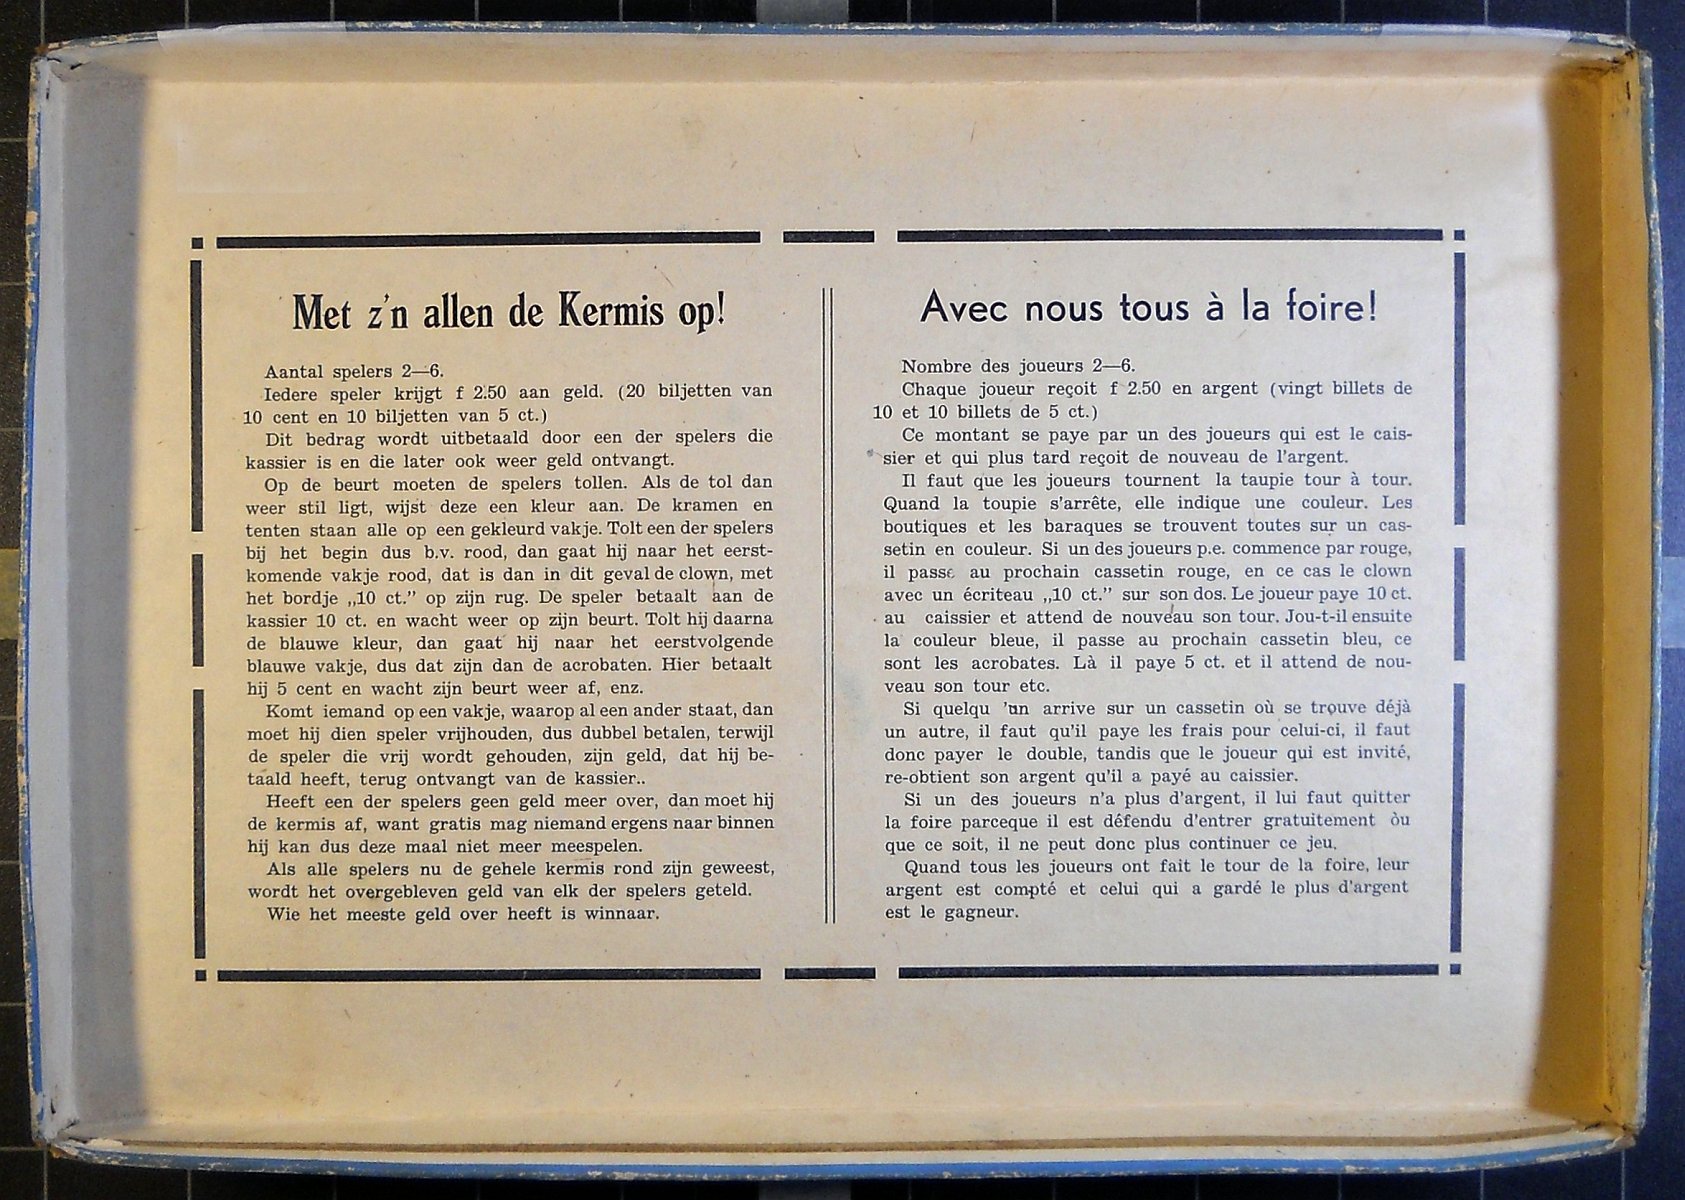 Met z'n allen de Kermis op!
Aantal spelers 2—6.
Iedere speler krijgt f 2.50 aan geld. (20 biljetten van
10 cent en 10 biljetten van 5 ct.)
Dit bedrag wordt uitbetaald door een der spelers die
kassier is en die later ook weer geld ontvangt.
Op de beurt moeten de spelers tollen. Als de tol dan
weer stil ligt, wijst deze een kleur aan. De kramen en
tenten staan alle op een gekleurd vakje. Tolt een der spelers
bij het begin dus b.v. rood, dan gaat hij naar het eerst-
komende vakje rood, dat is dan in dit geval de clown, met
het bordje „10 ct.” op zijn rug. De speler betaalt aan de
kassier 10 ct. en wacht weer op zijn beurt. Tolt hij daarna
de blauwe kleur, dan gaat hij naar het eerstvolgende
blauwe vakje, dus dat zijn dan de acrobaten. Hier betaalt
hij 5 cent en wacht zijn beurt weer af, enz.
Komt iemand op een vakje, waarop al een ander staat, dan
moet hij dien speler vrijhouden, dus dubbel betalen, terwijl
de speler die vrij wordt gehouden, zijn geld, dat hij be-
taald heeft, terug ontvangt van de kassier..
Heeft een der spelers geen geld meer over, dan moet hij
de kermis af, want gratis mag niemand ergens naar binnen
hij kan dus deze maal niet meer meespelen.
Als alle spelers nu de gehele kermis rond zijn geweest,
wordt het overgebleven geld van elk der spelers geteld.
Wie het meeste geld over heeft is winnaar.
Avec nous tous à la foire!
Nombre des joueurs 2—6.
Chaque joueur reçoit f 2.50 en argent (vingt billets de
10 et 10 billets de 5 ct.)
Ce montant se paye par un des joueurs qui est le cais-
sier et qui plus tard reçoit de nouveau de l'argent.
Il faut que les joueurs tournent la taupie tour à tour.
Quand la toupie s'arrête, elle indique une couleur. Les
boutiques et les baraques se trouvent toutes sur un cas-
setin en couleur. Si un des joueurs p.e. commence par rouge,
il passe au prochain cassetin rouge, en ce cas le clown
avec un écriteau „10 ct.” sur son dos. Le joueur paye 10 ct.
au caissier et attend de nouveau son tour. Jou-t-il ensuite
la couleur bleue, il passe au prochain cassetin bleu, ce
sont les acrobates. Là il paye 5 ct. et il attend de nou-
veau son tour etc.
Si quelqu 'un arrive sur un cassetin où se trouve déjà
un autre, il faut qu'il paye les frais pour celui-ci, il faut
donc payer le double, tandis que le joueur qui est invité,
re-obtient son argent qu'il a payé au caissier.
Si un des joueurs n'a plus d'argent, il lui faut quitter
la foire parceque il est défendu d'entrer gratuitement òu
que ce soit, il ne peut donc plus continuer ce jeu.
Quand tous les joueurs ont fait le tour de la foire, leur
argent est compté et celui qui a gardé le plus d'argent
est le gagneur.